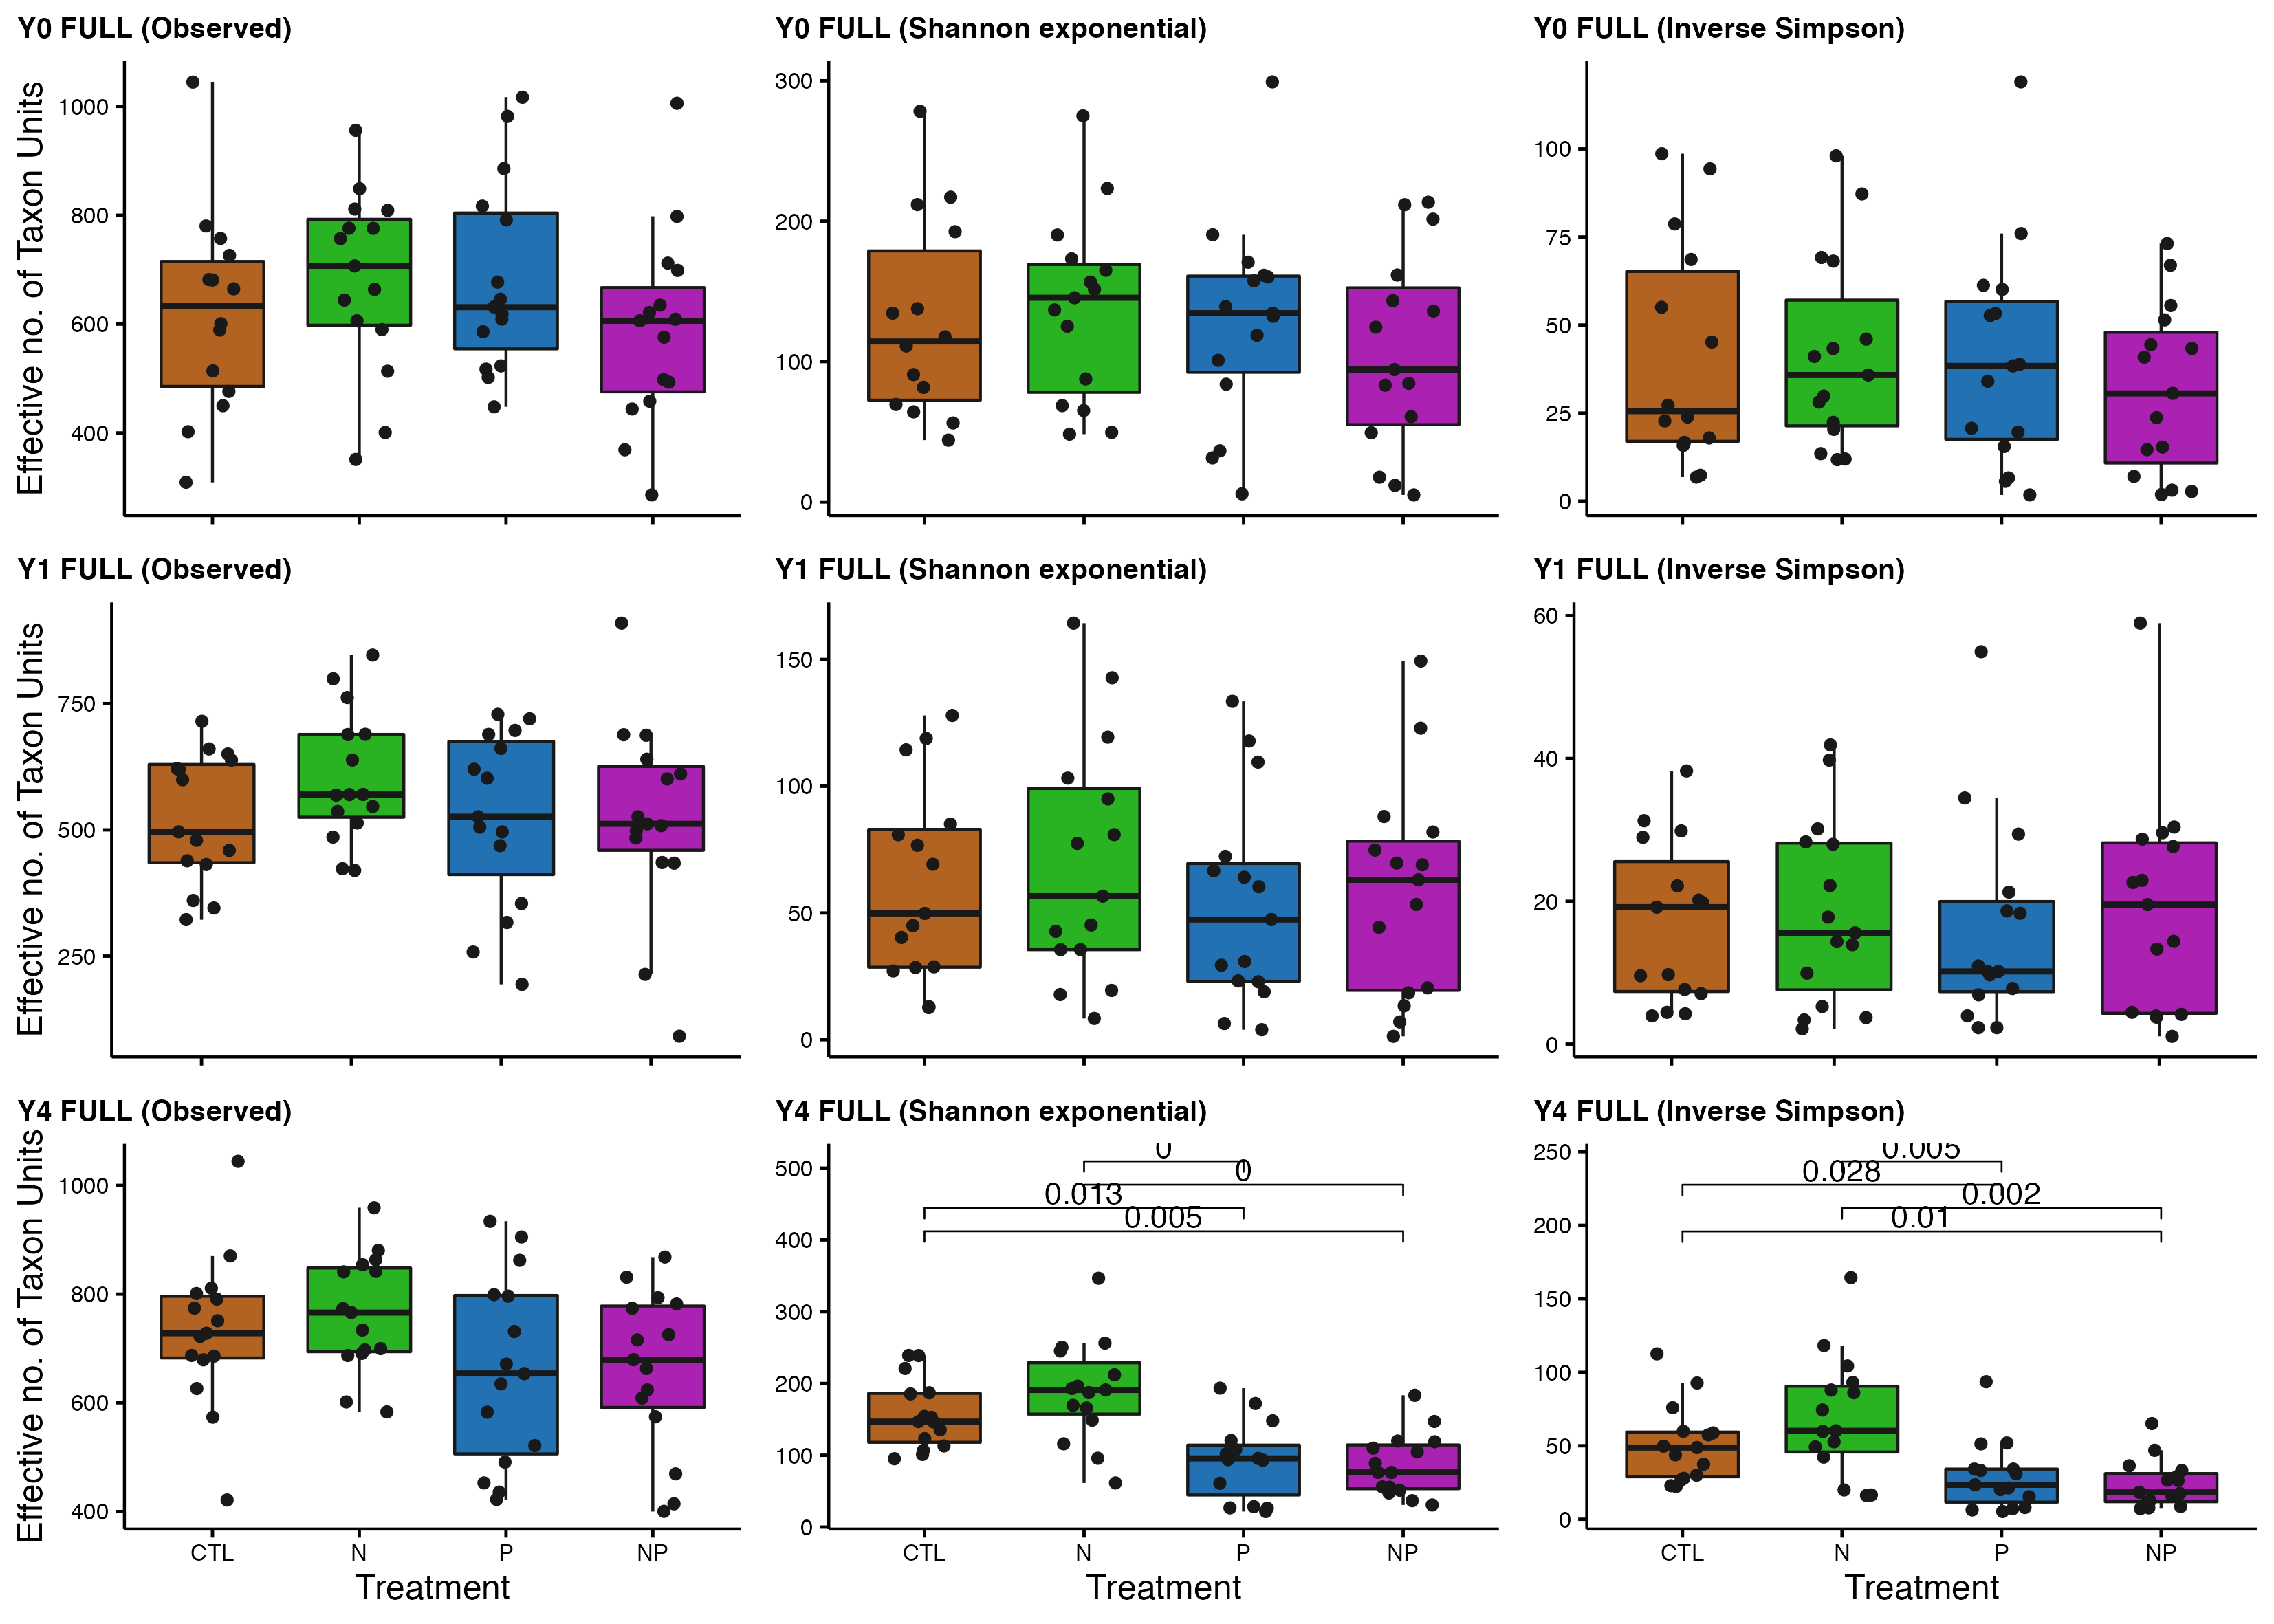 Y0 FULL (Observed)
Effective no. of Taxon Units
1000
800
600
400
Y0 FULL (Shannon exponential)
300
200
100
0
Y0 FULL (Inverse Simpson)
100
75
50
25
0
Y1 FULL (Observed)
Effective no. of Taxon Units
750
500
250
Y1 FULL (Shannon exponential)
150
100
50
0
Y1 FULL (Inverse Simpson)
60
40
20
0
Y4 FULL (Observed)
Effective no. of Taxon Units
1000
800
600
400
CTL N P NP
Treatment
Y4 FULL (Shannon exponential)
500
400
300
200
100
0
0
0
0.013
0.005
CTL N P NP
Treatment
Y4 FULL (Inverse Simpson)
250
200
150
100
50
0
0.005
0.028
0.002
0.01
CTL N P NP
Treatment